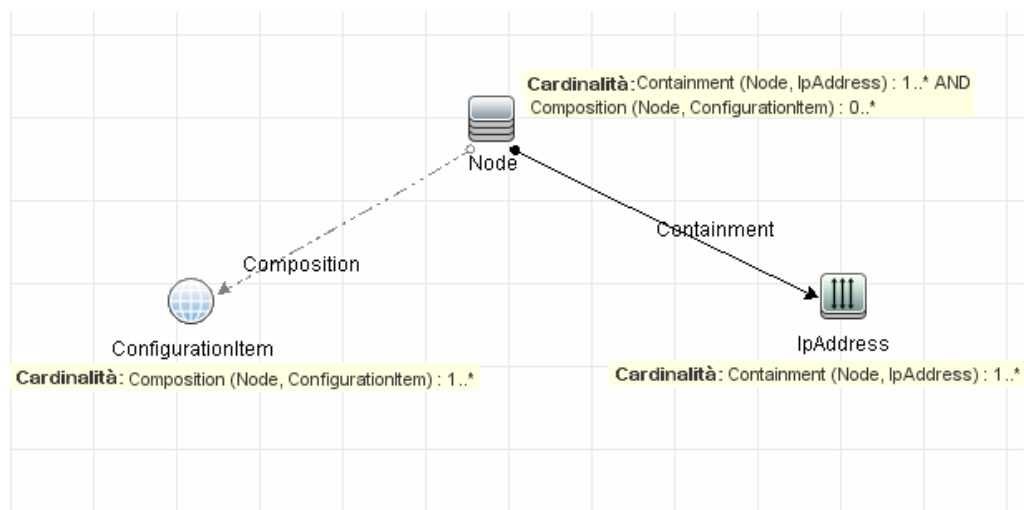 Cardinalità: Containment (Node, IpAddress) : 1..* AND
Composition (Node, ConfigurationItem) : 0..*
Node
Containment
Composition
IpAddress
ConfigurationItem
Cardinalità: Containment (Node, IpAddress) : 1..*
Cardinalità: Composition (Node, ConfigurationItem) : 1..*